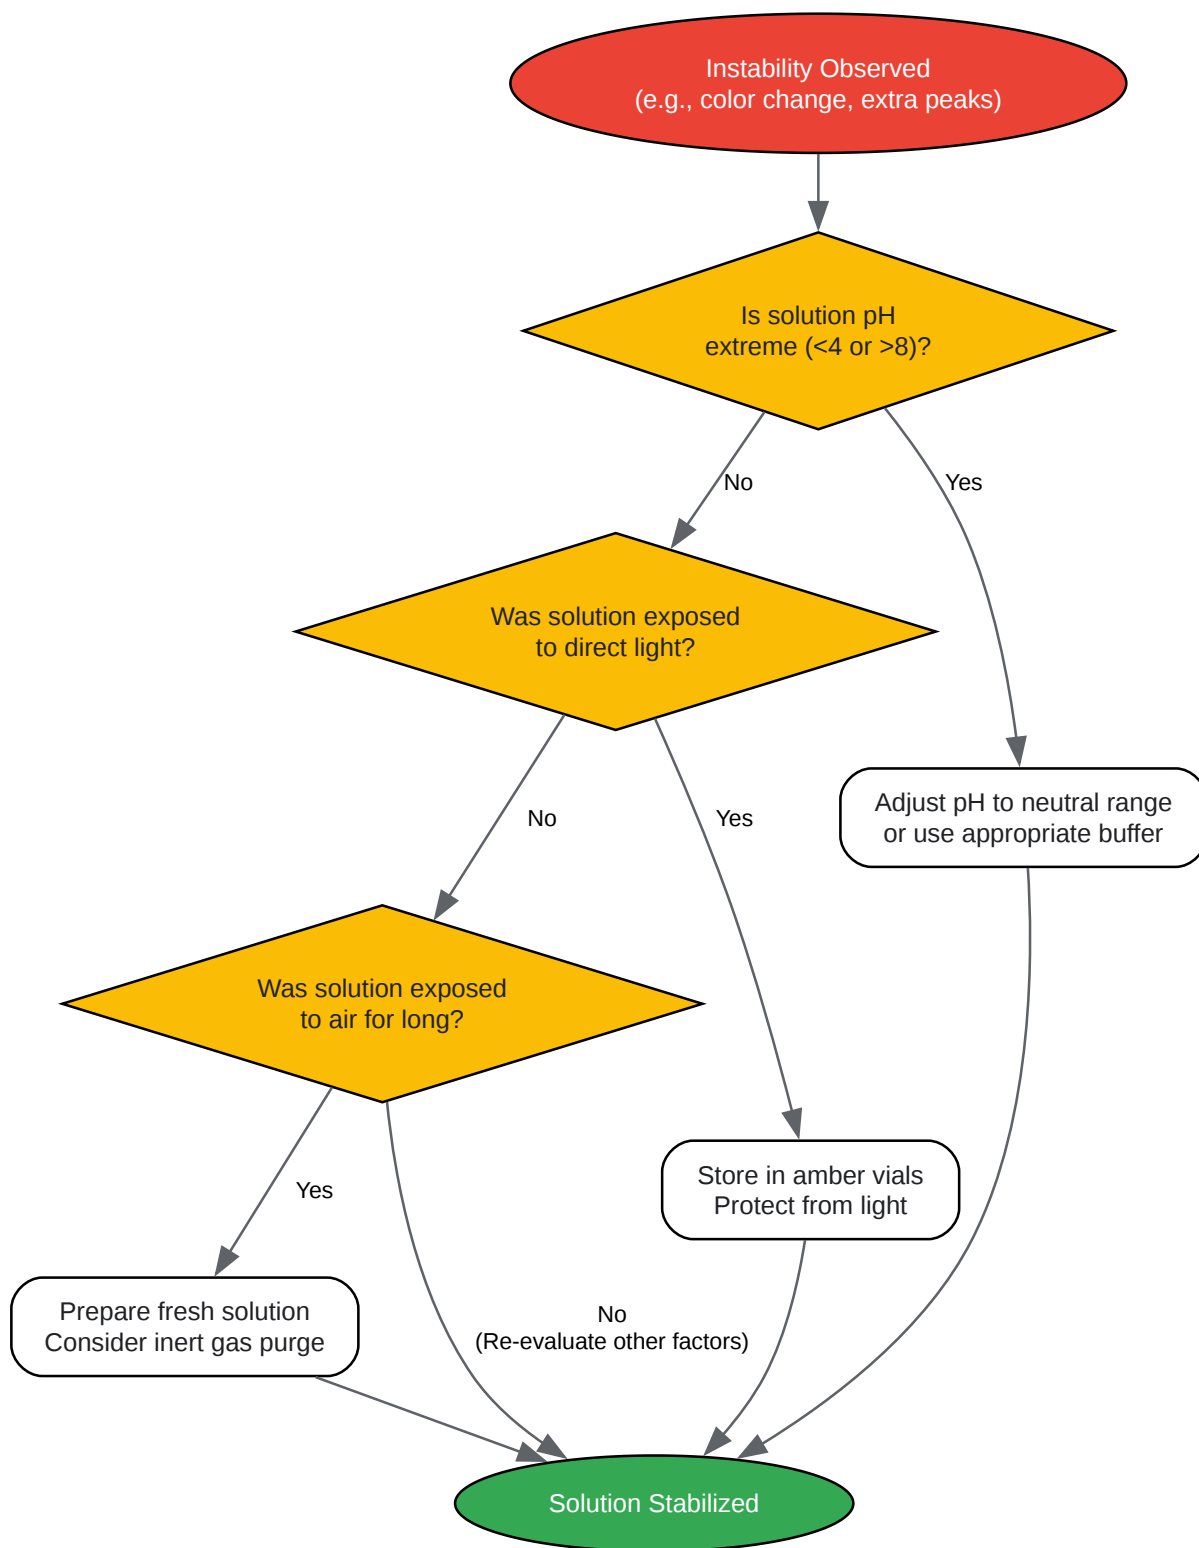 Instability Observed
(e.g., color change, extra peaks)
Is solution pH
extreme (<4 or >8)?
No
Yes
Was solution exposed
to direct light?
No
Yes
Adjust pH to neutral range
or use appropriate buffer
Was solution exposed
to air for long?
Yes
Store in amber vials
Protect from light
Prepare fresh solution
Consider inert gas purge
No
(Re-evaluate other factors)
Solution Stabilized